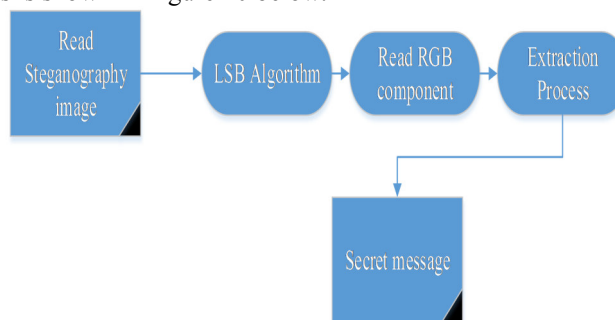 Read
Steganography
image
LSB Algorithm
Read RGB
component
Extraction
Process
Secret message